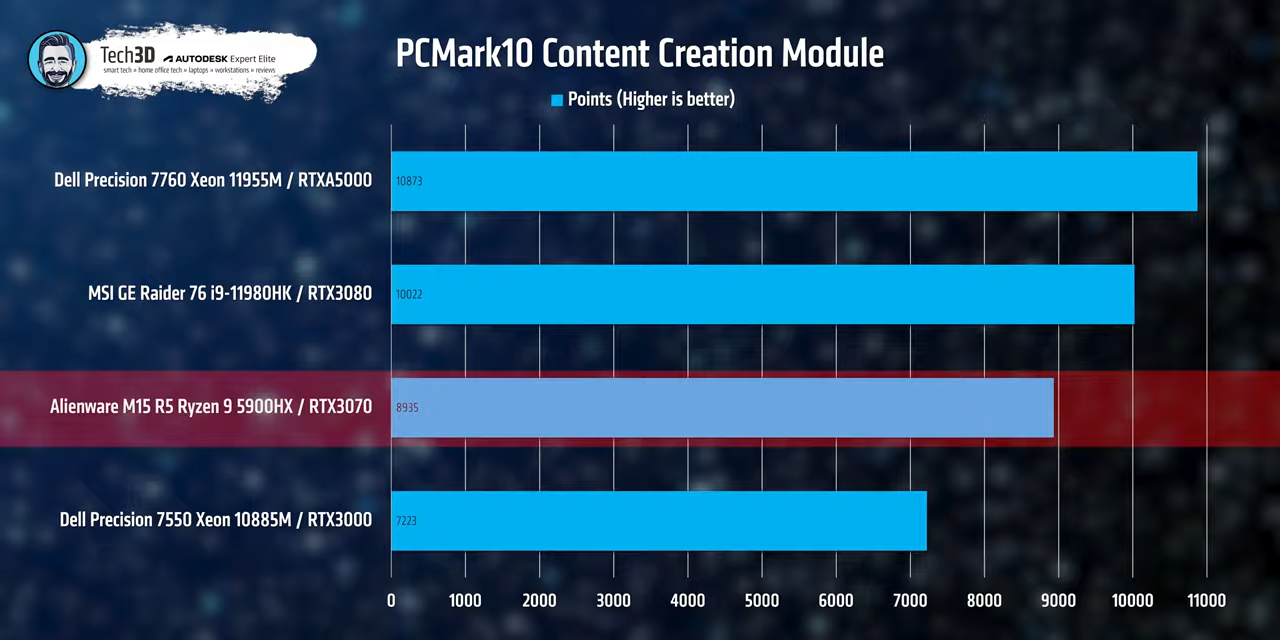 Tech3D AUTODESK Expert Elite
smart tech » home office tech » laptops » workstations » reviews
PCMark10 Content Creation Module
Points (Higher is better)
Dell Precision 7760 Xeon 11955M / RTXA5000
10873
MSI GE Raider 76 i9-11980HK / RTX3080
10022
Alienware M15 R5 Ryzen 9 5900HX / RTX3070
8935
Dell Precision 7550 Xeon 10885M / RTX3000
7223
0 1000 2000 3000 4000 5000 6000 7000 8000 9000 10000 11000